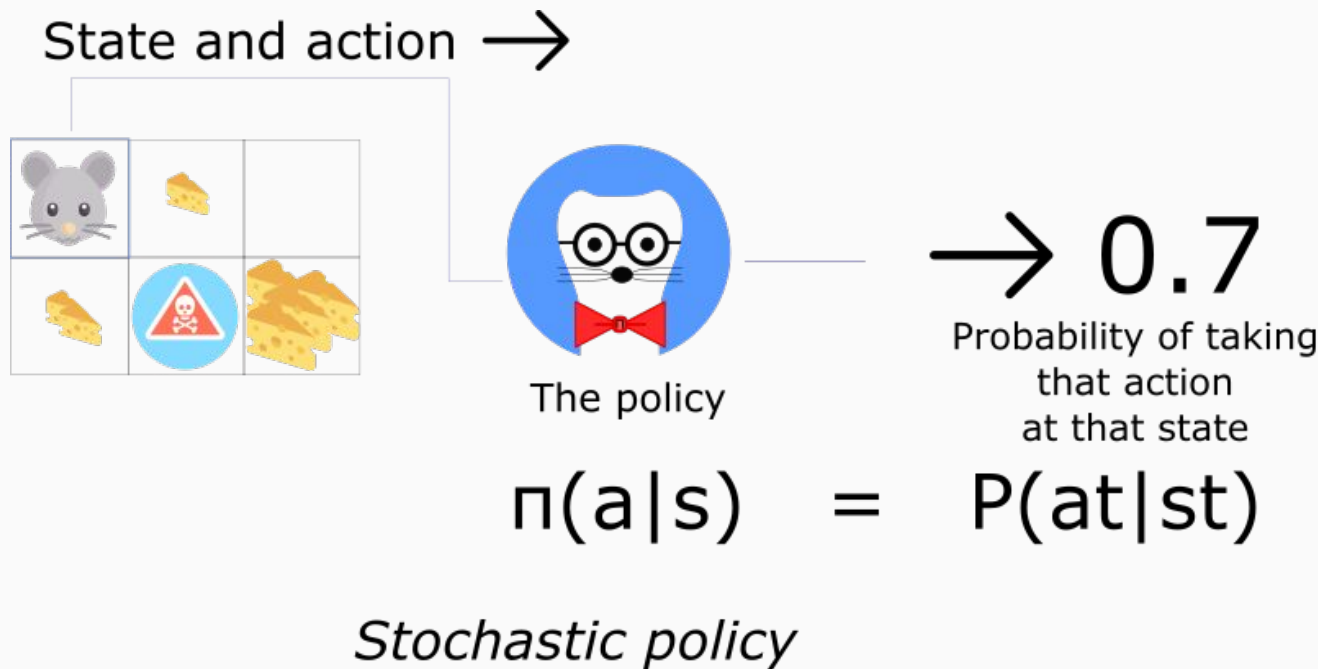 State and action →
→ 0.7
Probability of taking
that action
at that state
The policy
π(a|s) = P(at|st)
Stochastic policy